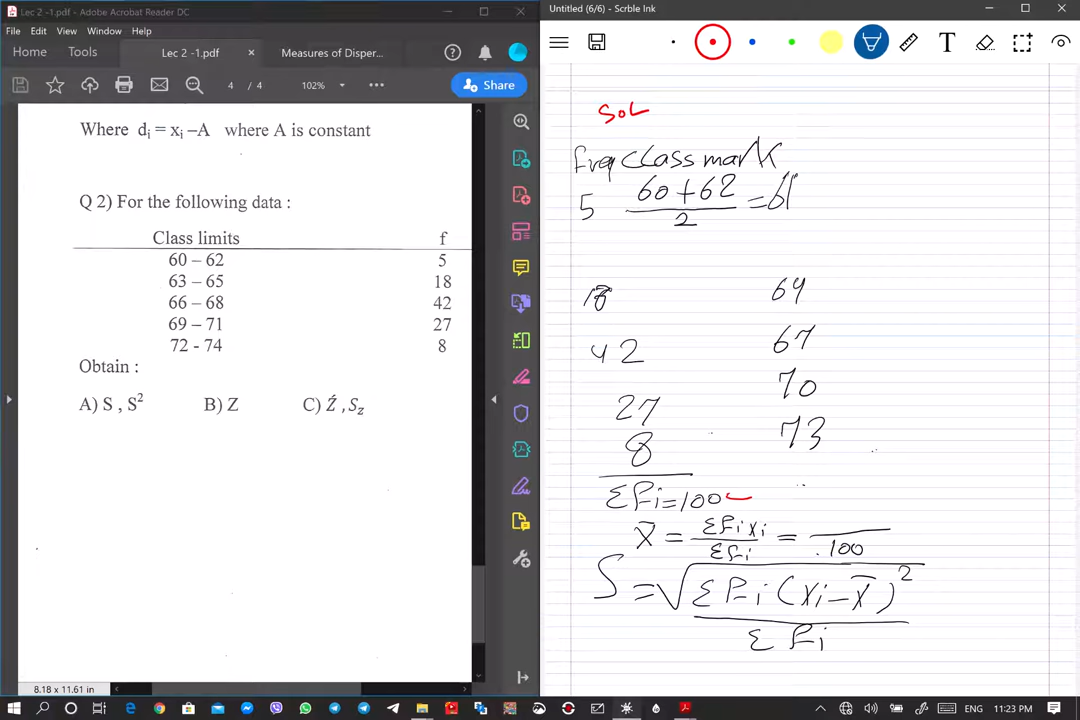 Lec 2 -1.pdf - Adobe Acrobat Reader DC
File Edit View Window Help
Home Tools Lec 2 -1.pdf × Measures of Disper...
4 / 4 102% Share
Where dᵢ = xᵢ –A where A is constant
Q 2) For the following data :
Class limits f
60 – 62 5
63 – 65 18
66 – 68 42
69 – 71 27
72 - 74 8
Obtain :
A) S , S² B) Z C) Ź , S_z
8.18 x 11.61 in
Untitled (6/6) - Scrble Ink
T
SoL
freq class mark
5 60+62/2 =61
18 64
42 67
27 70
8 73
Σfi=100
x̄ = Σfixi/Σfi = /100
S = √Σfi(xi-x̄)²/Σfi
ENG 11:23 PM